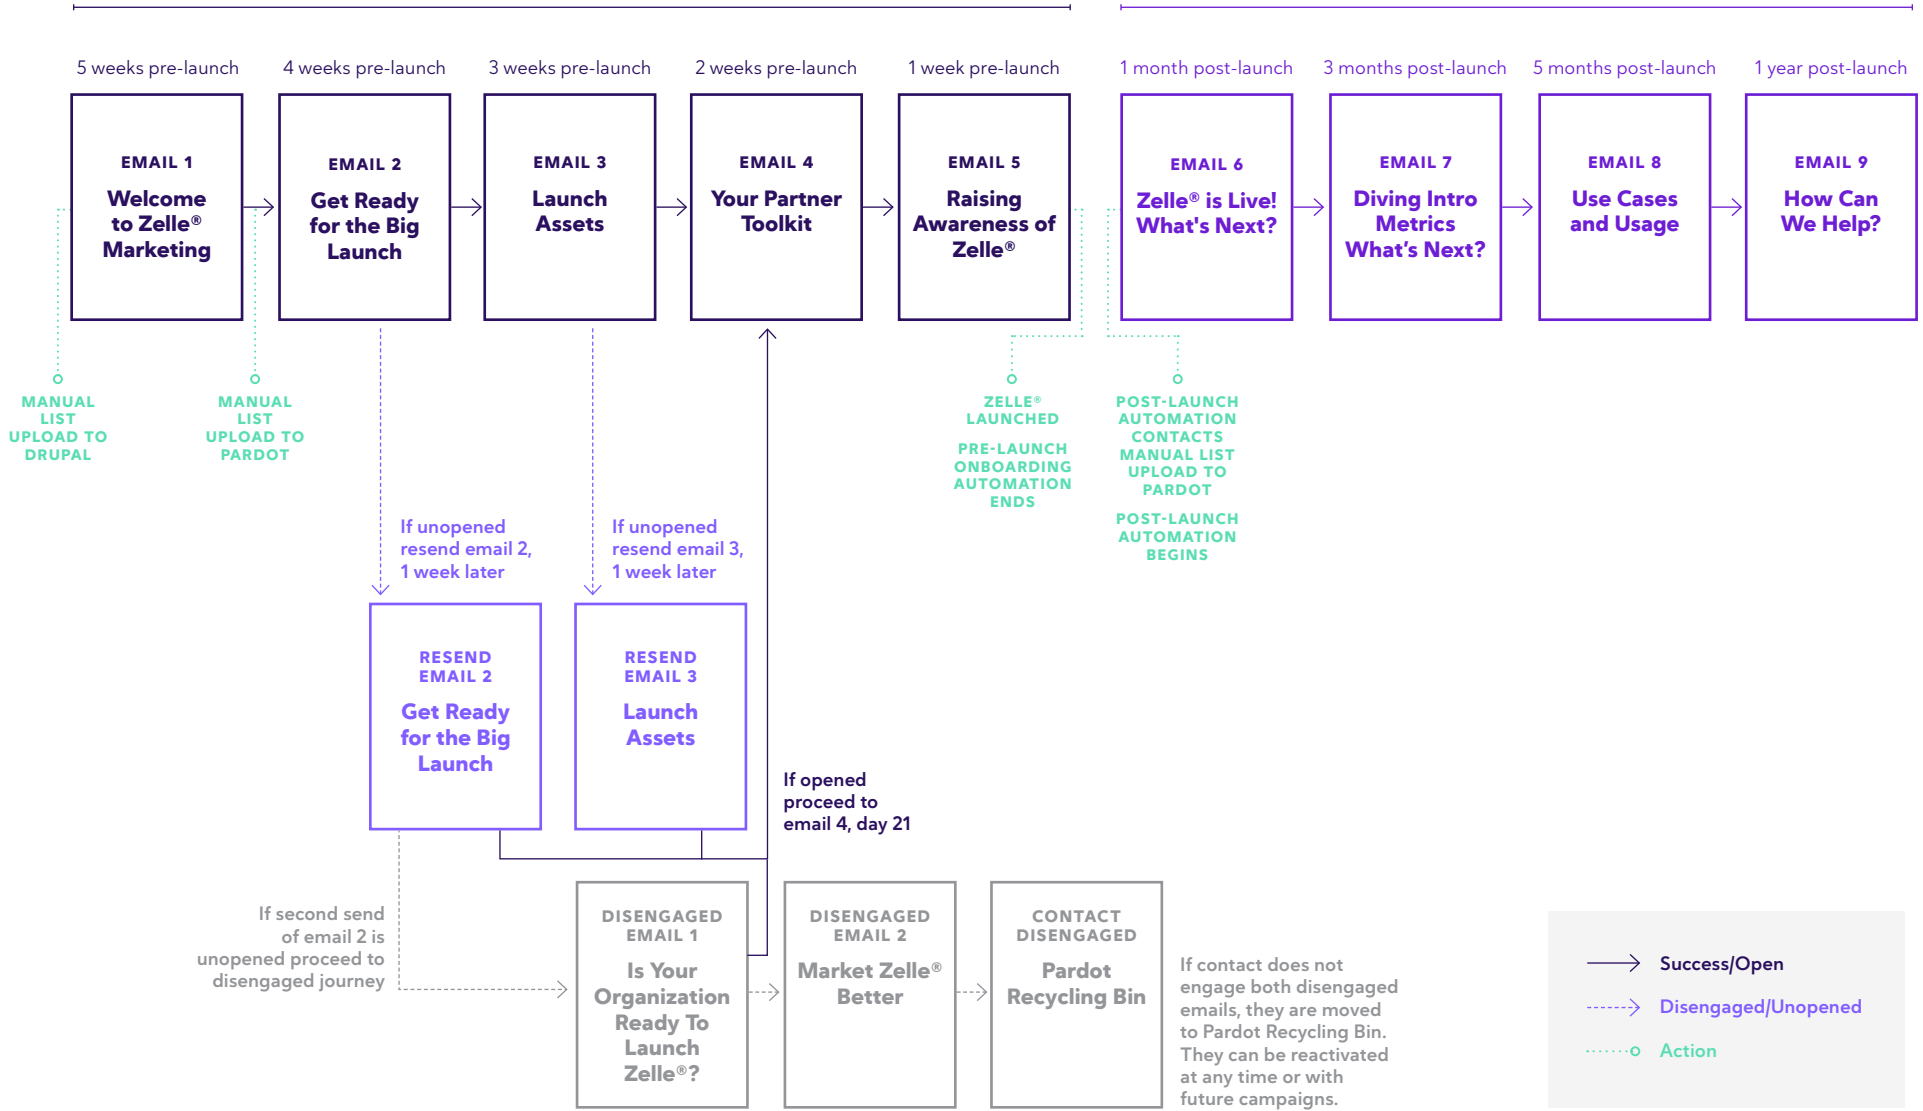 5 weeks pre-launch
4 weeks pre-launch
3 weeks pre-launch
2 weeks pre-launch
1 week pre-launch
1 month post-launch
3 months post-launch
5 months post-launch
1 year post-launch
EMAIL 1
Welcome
to Zelle®
Marketing
EMAIL 2
Get Ready
for the Big
Launch
EMAIL 3
Launch
Assets
EMAIL 4
Your Partner
Toolkit
EMAIL 5
Raising
Awareness of
Zelle®
EMAIL 6
Zelle® is Live!
What's Next?
EMAIL 7
Diving Intro
Metrics
What's Next?
EMAIL 8
Use Cases
and Usage
EMAIL 9
How Can
We Help?
MANUAL
LIST
UPLOAD TO
DRUPAL
MANUAL
LIST
UPLOAD TO
PARDOT
ZELLE®
LAUNCHED
PRE-LAUNCH
ONBOARDING
AUTOMATION
ENDS
POST-LAUNCH
AUTOMATION
CONTACTS
MANUAL LIST
UPLOAD TO
PARDOT
POST-LAUNCH
AUTOMATION
BEGINS
If unopened
resend email 2,
1 week later
If unopened
resend email 3,
1 week later
RESEND
EMAIL 2
Get Ready
for the Big
Launch
RESEND
EMAIL 3
Launch
Assets
If opened
proceed to
email 4, day 21
If second send
of email 2 is
unopened proceed to
disengaged journey
DISENGAGED
EMAIL 1
Is Your
Organization
Ready To
Launch
Zelle®?
DISENGAGED
EMAIL 2
Market Zelle®
Better
CONTACT
DISENGAGED
Pardot
Recycling Bin
If contact does not
engage both disengaged
emails, they are moved
to Pardot Recycling Bin.
They can be reactivated
at any time or with
future campaigns.
Success/Open
Disengaged/Unopened
Action